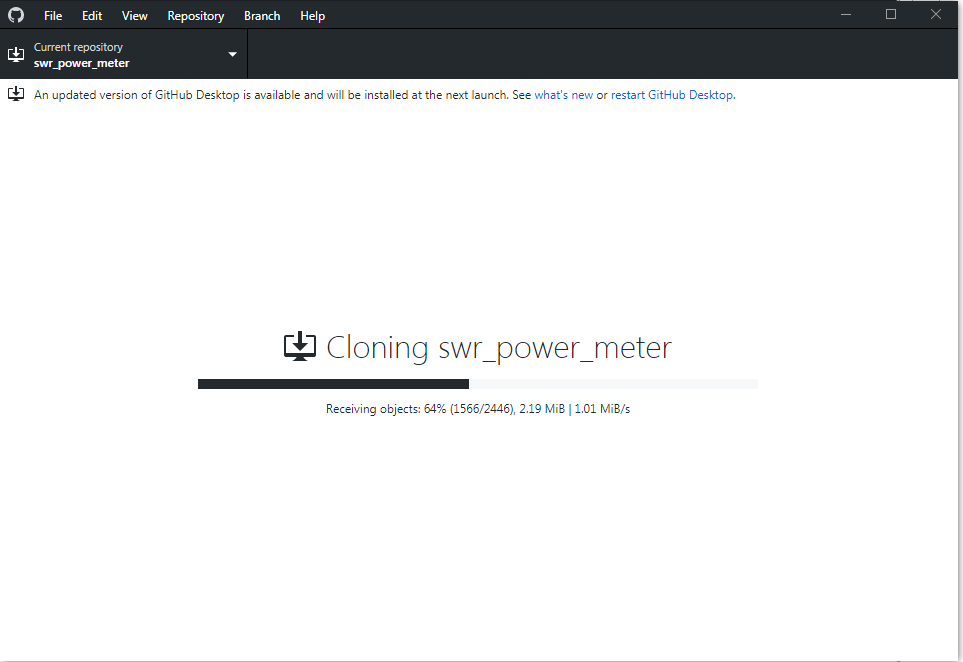 File Edit View Repository Branch Help
Current repository
swr_power_meter
An updated version of GitHub Desktop is available and will be installed at the next launch. See what's new or restart GitHub Desktop.
Cloning swr_power_meter
Receiving objects: 64% (1566/2446), 2.19 MiB | 1.01 MiB/s